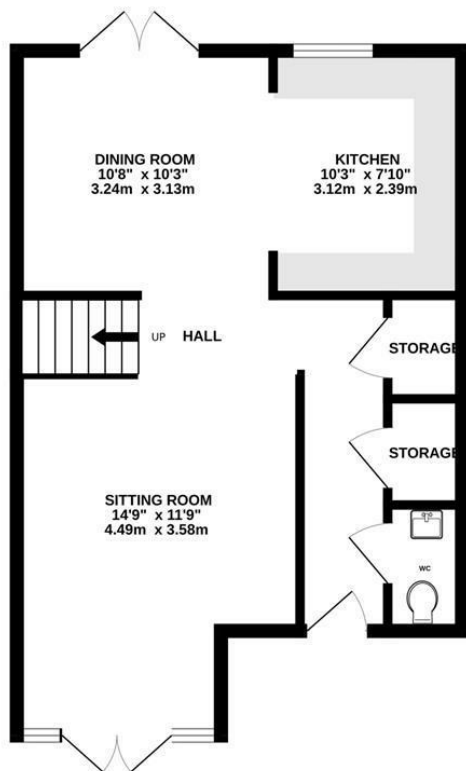 DINING ROOM
10'8" x 10'3"
3.24m x 3.13m
KITCHEN
10'3" x 7'10"
3.12m x 2.39m
UP
HALL
STORAGE
STORAGE
SITTING ROOM
14'9" x 11'9"
4.49m x 3.58m
WC